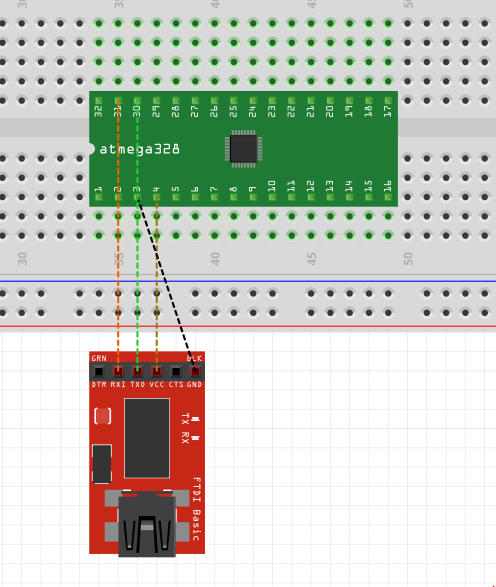 35 40 45 50
32 31 30 29 28 27 26 25 24 23 22 21 20 19 18 17
atmega328
1 2 3 4 5 6 7 8 9 10 11 12 13 14 15 16
30 35 40 45 50
GRN BLK
DTR RXI TXO VCC CTS GND
TX
RX
FTDI Basic